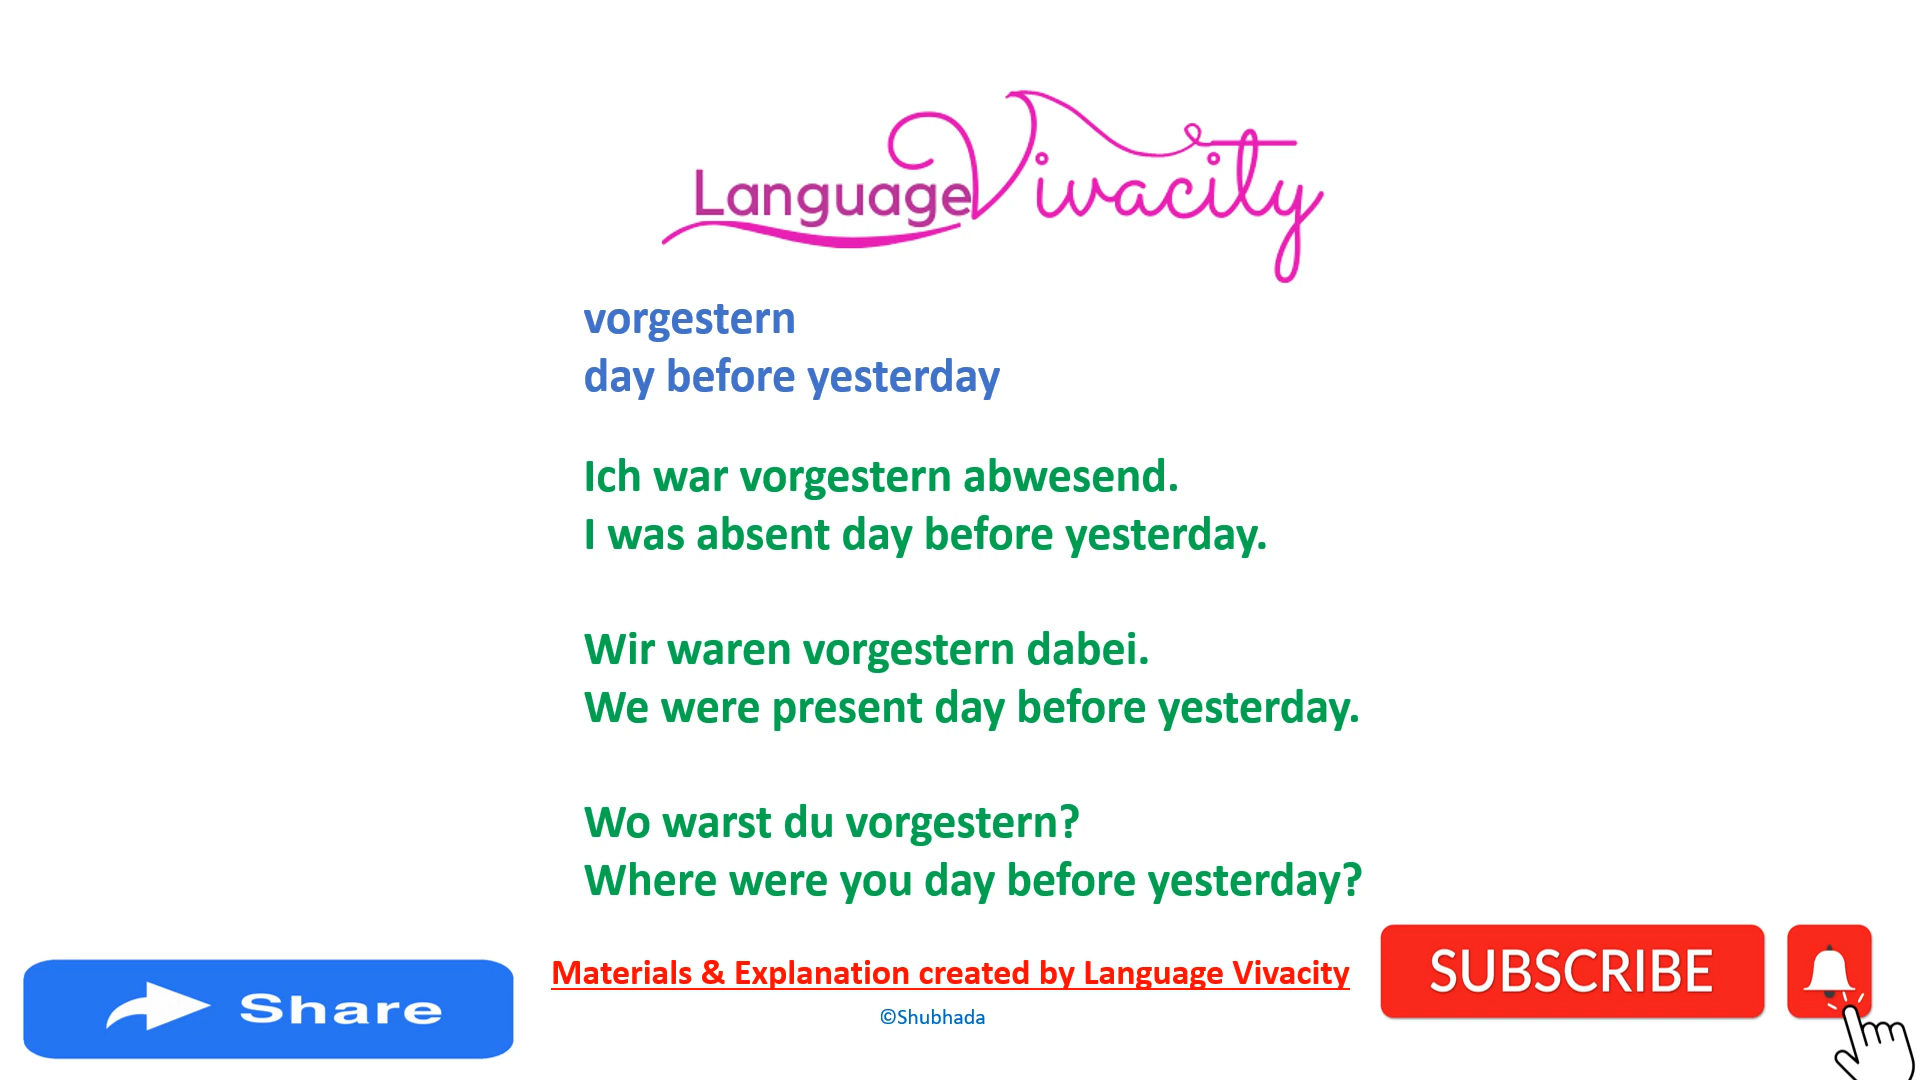 Language Vivacity
vorgestern
day before yesterday
Ich war vorgestern abwesend.
I was absent day before yesterday.
Wir waren vorgestern dabei.
We were present day before yesterday.
Wo warst du vorgestern?
Where were you day before yesterday?
Materials & Explanation created by Language Vivacity
©Shubhada
Share
SUBSCRIBE